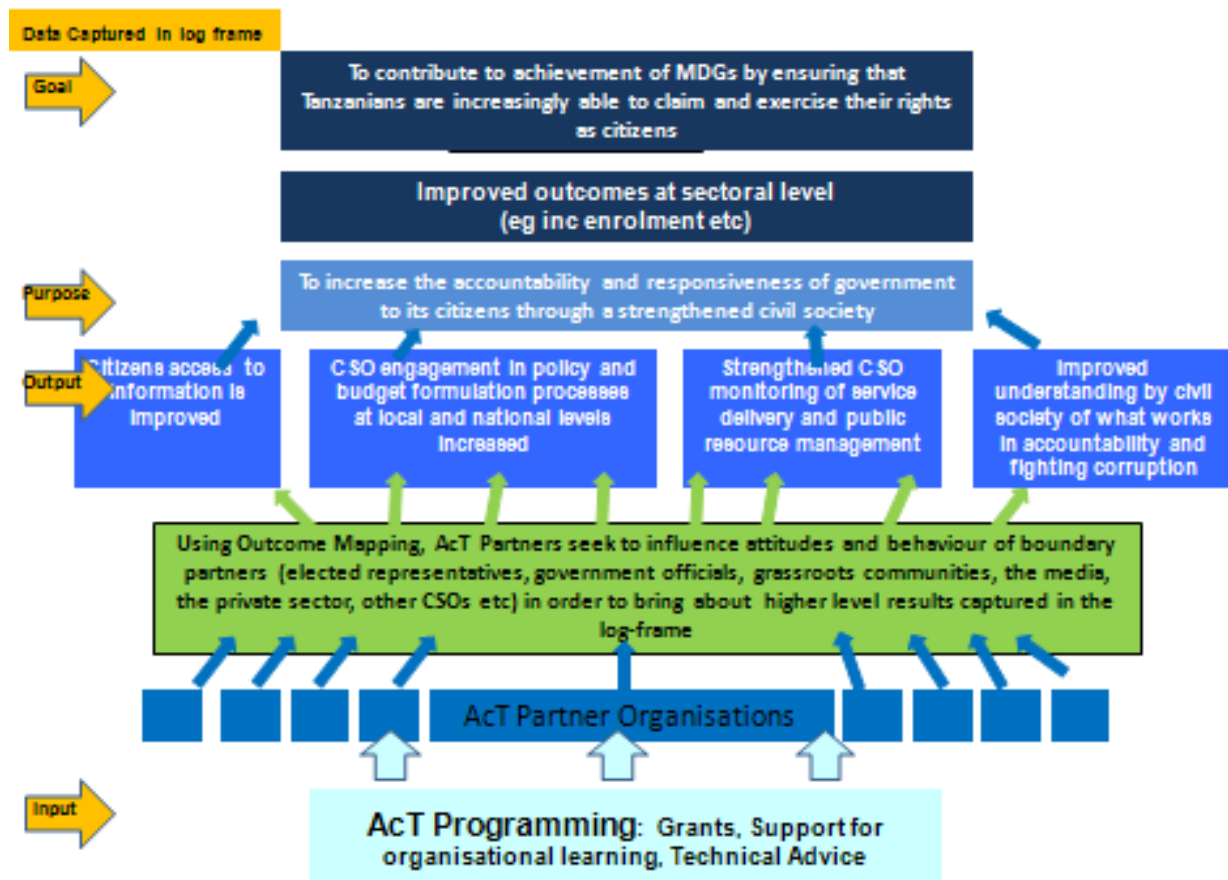 Data Captured in log frame
Goal
To contribute to achievement of MDGs by ensuring that
Tanzanians are increasingly able to claim and exercise their rights
as citizens
Improved outcomes at sectoral level
(eg inc enrolment etc)
Purpose
To increase the accountability and responsiveness of government
to its citizens through a strengthened civil society
Output
Citizens access to
information is
improved
CSO engagement in policy and
budget formulation processes
at local and national levels
increased
Strengthened CSO
monitoring of service
delivery and public
resource management
Improved
understanding by civil
society of what works
in accountability and
fighting corruption
Using Outcome Mapping, AcT Partners seek to influence attitudes and behaviour of boundary
partners (elected representatives, government officials, grassroots communities, the media,
the private sector, other CSOs etc) in order to bring about higher level results captured in the
log-frame
AcT Partner Organisations
Input
AcT Programming: Grants, Support for
organisational learning, Technical Advice